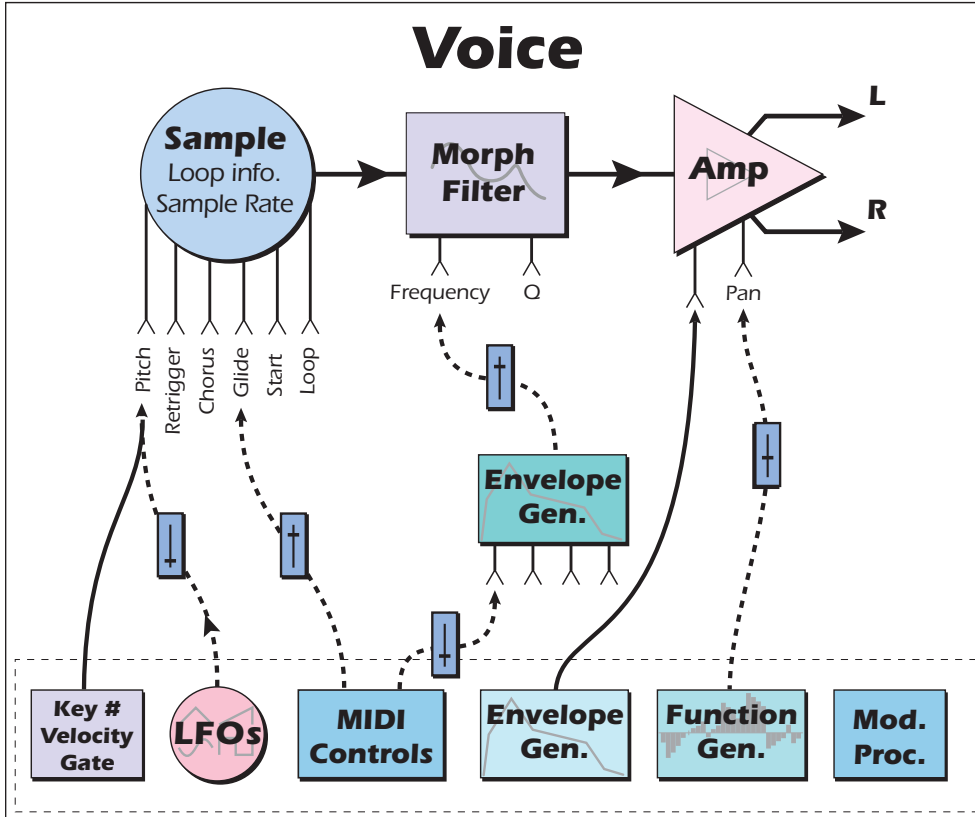 Voice
Sample
Loop info.
Sample Rate
Morph
Filter
Amp
L
R
Frequency
Q
Pan
Pitch
Retrigger
Chorus
Glide
Start
Loop
Envelope
Gen.
Key #
Velocity
Gate
LFOs
MIDI
Controls
Envelope
Gen.
Function
Gen.
Mod.
Proc.